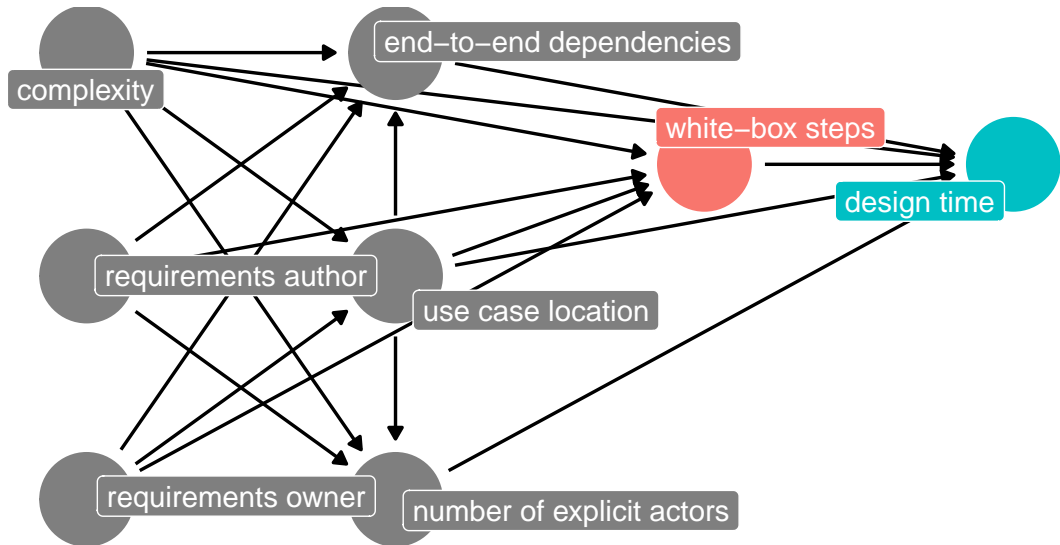 end−to−end dependencies
complexity
white−box steps
design time
requirements author
use case location
requirements owner
number of explicit actors